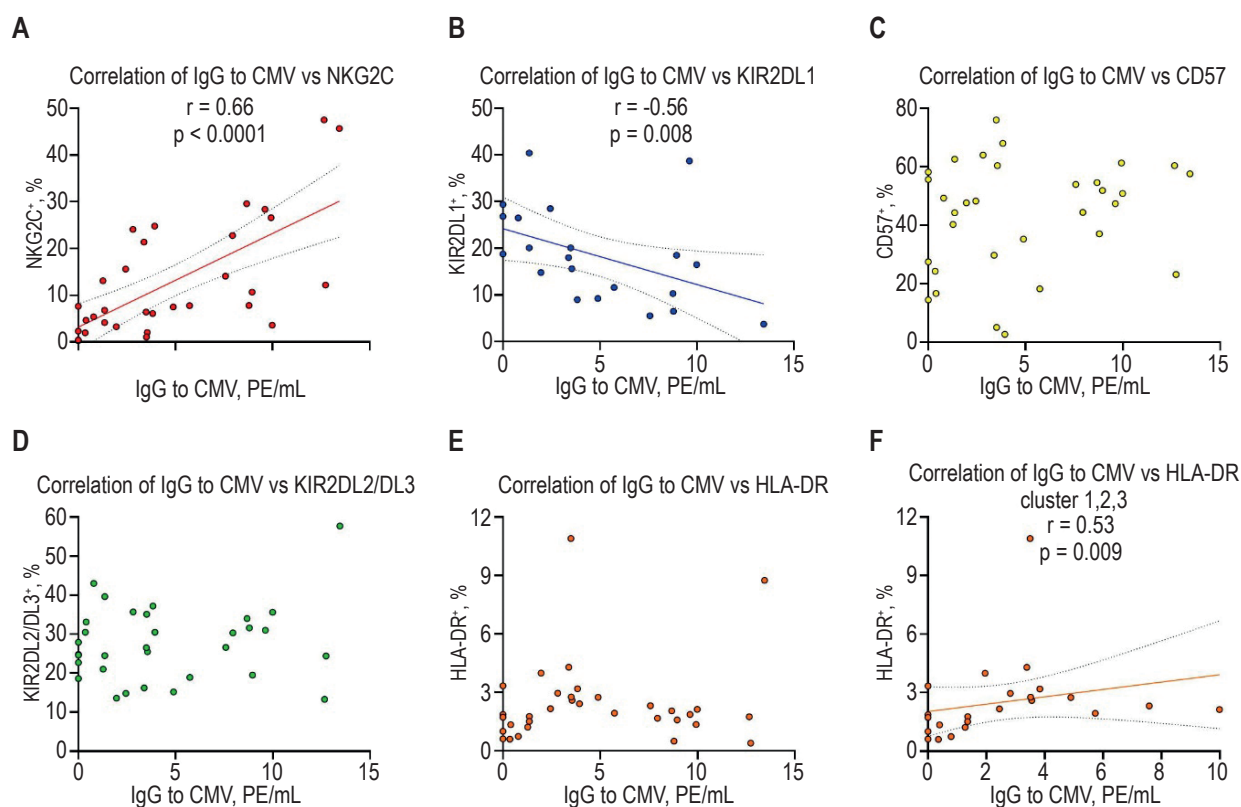 A
Correlation of IgG to CMV vs NKG2C
r = 0.66
p < 0.0001
50
40
30
20
10
0
NKG2C⁺, %
0
5
10
15
IgG to CMV, PE/mL
B
Correlation of IgG to CMV vs KIR2DL1
r = -0.56
p = 0.008
50
40
30
20
10
0
KIR2DL1⁺, %
0
5
10
15
IgG to CMV, PE/mL
C
Correlation of IgG to CMV vs CD57
80
60
40
20
0
CD57⁺, %
0
5
10
15
IgG to CMV, PE/mL
D
Correlation of IgG to CMV vs KIR2DL2/DL3
60
50
40
30
20
10
0
KIR2DL2/DL3⁺, %
0
5
10
15
IgG to CMV, PE/mL
E
Correlation of IgG to CMV vs HLA-DR
12
9
6
3
0
HLA-DR⁺, %
0
5
10
15
IgG to CMV, PE/mL
F
Correlation of IgG to CMV vs HLA-DR
cluster 1,2,3
r = 0.53
p = 0.009
12
9
6
3
0
HLA-DR⁺, %
0
2
4
6
8
10
IgG to CMV, PE/mL